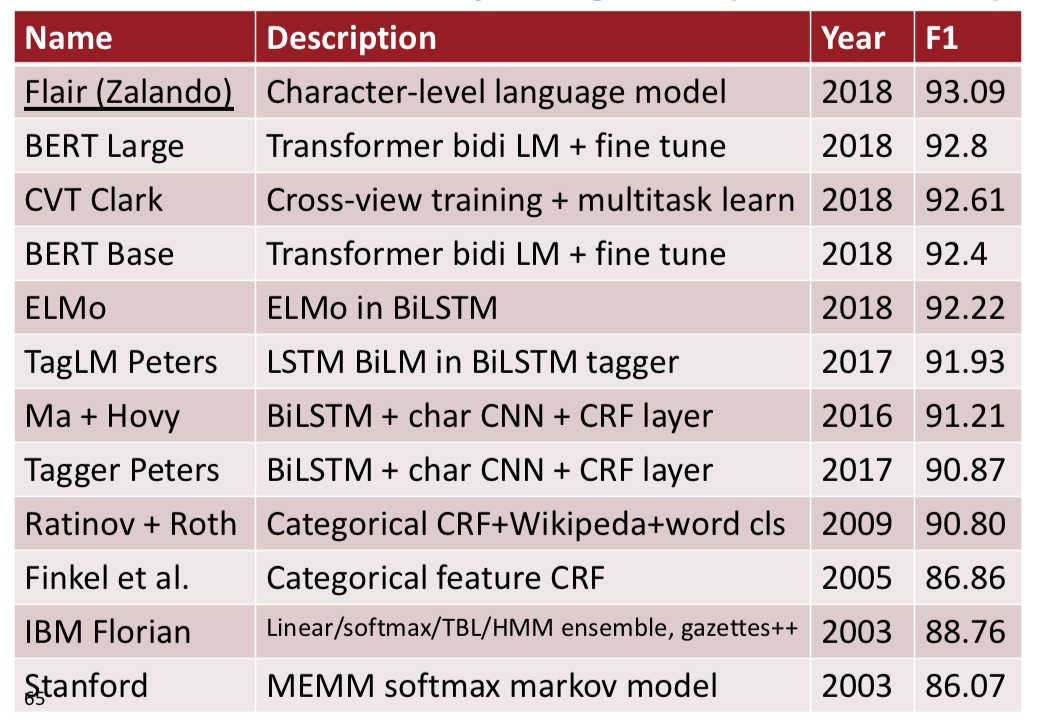 Name Description Year F1
Flair (Zalando) Character-level language model 2018 93.09
BERT Large Transformer bidi LM + fine tune 2018 92.8
CVT Clark Cross-view training + multitask learn 2018 92.61
BERT Base Transformer bidi LM + fine tune 2018 92.4
ELMo ELMo in BiLSTM 2018 92.22
TagLM Peters LSTM BiLM in BiLSTM tagger 2017 91.93
Ma + Hovy BiLSTM + char CNN + CRF layer 2016 91.21
Tagger Peters BiLSTM + char CNN + CRF layer 2017 90.87
Ratinov + Roth Categorical CRF+Wikipeda+word cls 2009 90.80
Finkel et al. Categorical feature CRF 2005 86.86
IBM Florian Linear/softmax/TBL/HMM ensemble, gazettes++ 2003 88.76
Stanford MEMM softmax markov model 2003 86.07
65